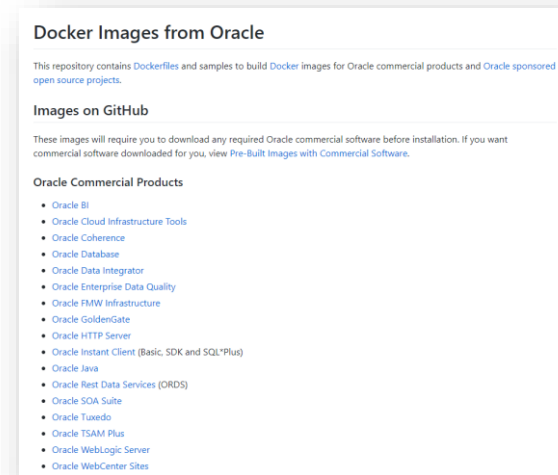 Docker Images from Oracle
This repository contains Dockerfiles and samples to build Docker images for Oracle commercial products and Oracle sponsored
open source projects.
Images on GitHub
These images will require you to download any required Oracle commercial software before installation. If you want
commercial software downloaded for you, view Pre-Built Images with Commercial Software.
Oracle Commercial Products
• Oracle BI
• Oracle Cloud Infrastructure Tools
• Oracle Coherence
• Oracle Database
• Oracle Data Integrator
• Oracle Enterprise Data Quality
• Oracle FMW Infrastructure
• Oracle GoldenGate
• Oracle HTTP Server
• Oracle Instant Client (Basic, SDK and SQL*Plus)
• Oracle Java
• Oracle Rest Data Services (ORDS)
• Oracle SOA Suite
• Oracle Tuxedo
• Oracle TSAM Plus
• Oracle WebLogic Server
• Oracle WebCenter Sites